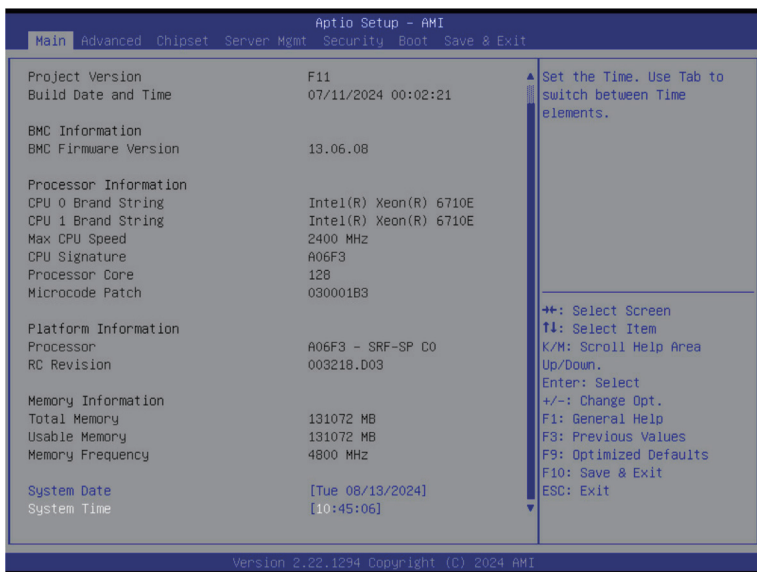 Aptio Setup - AMI
Main Advanced Chipset Server Mgmt Security Boot Save & Exit
Project Version F11
Build Date and Time 07/11/2024 00:02:21
BMC Information
BMC Firmware Version 13.06.08
Processor Information
CPU 0 Brand String Intel(R) Xeon(R) 6710E
CPU 1 Brand String Intel(R) Xeon(R) 6710E
Max CPU Speed 2400 MHz
CPU Signature A06F3
Processor Core 128
Microcode Patch 030001B3
Platform Information
Processor A06F3 - SRF-SP C0
RC Revision 003218.D03
Memory Information
Total Memory 131072 MB
Usable Memory 131072 MB
Memory Frequency 4800 MHz
System Date [Tue 08/13/2024]
System Time [10:45:06]
Set the Time. Use Tab to
switch between Time
elements.
→←: Select Screen
↑↓: Select Item
K/M: Scroll Help Area
Up/Down.
Enter: Select
+/-: Change Opt.
F1: General Help
F3: Previous Values
F9: Optimized Defaults
F10: Save & Exit
ESC: Exit
Version 2.22.1294 Copyright (C) 2024 AMI